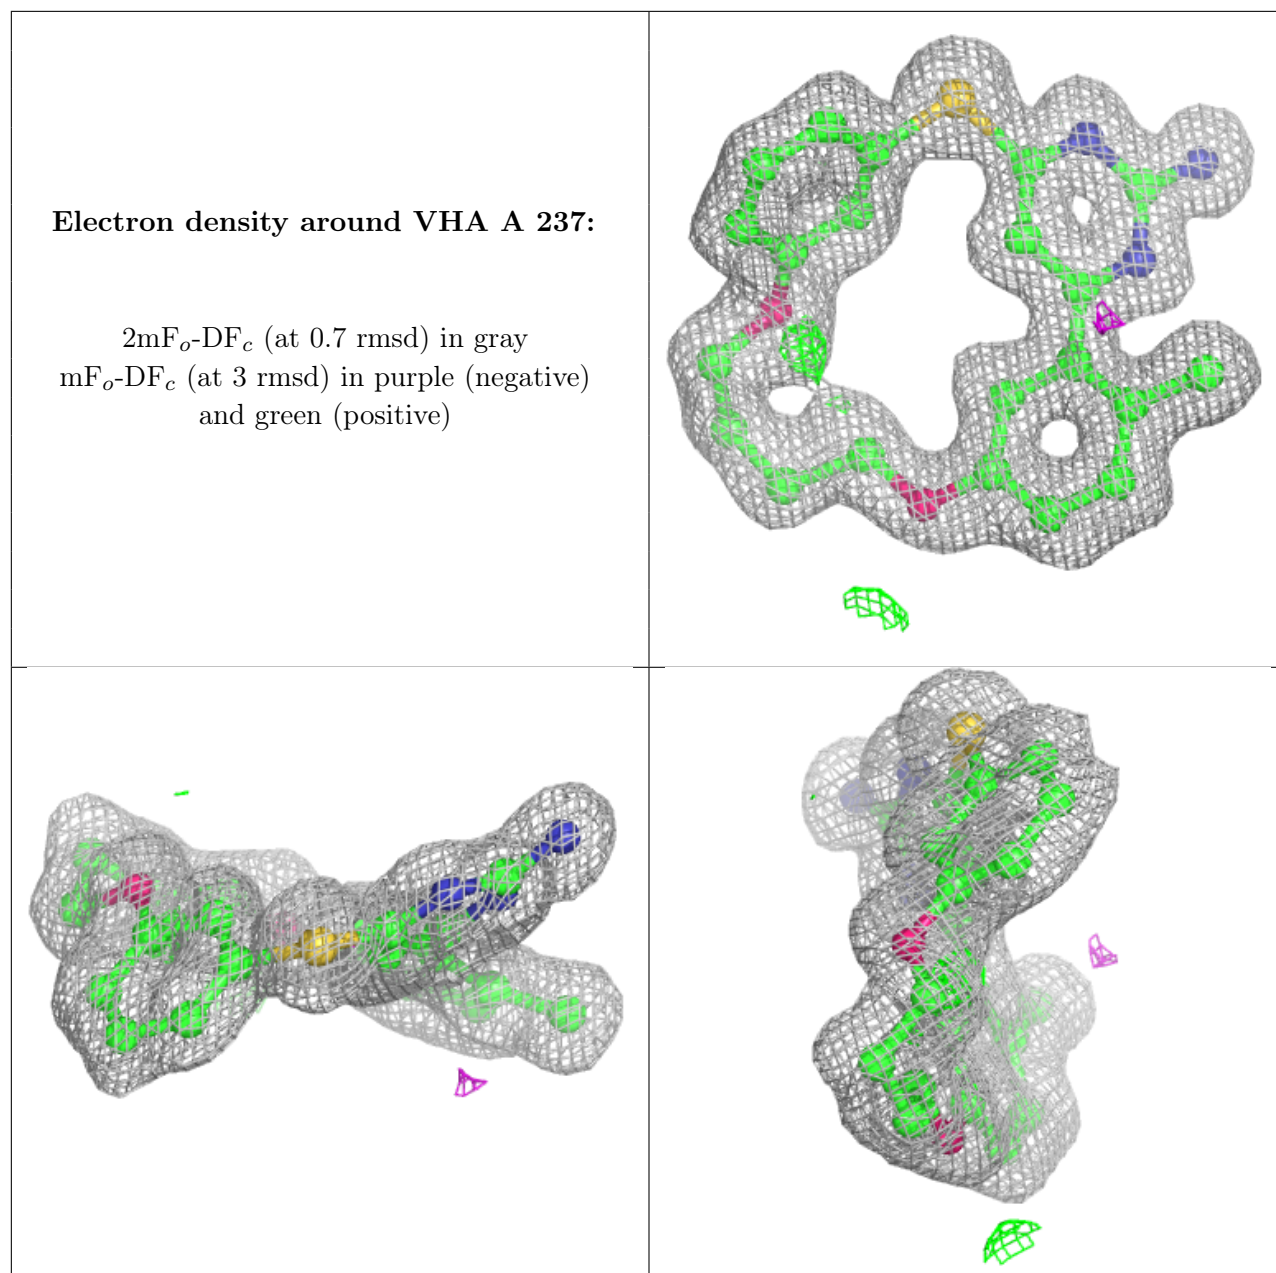 Electron density around VHA A 237:
2mFo-DFc (at 0.7 rmsd) in gray
mFo-DFc (at 3 rmsd) in purple (negative)
and green (positive)